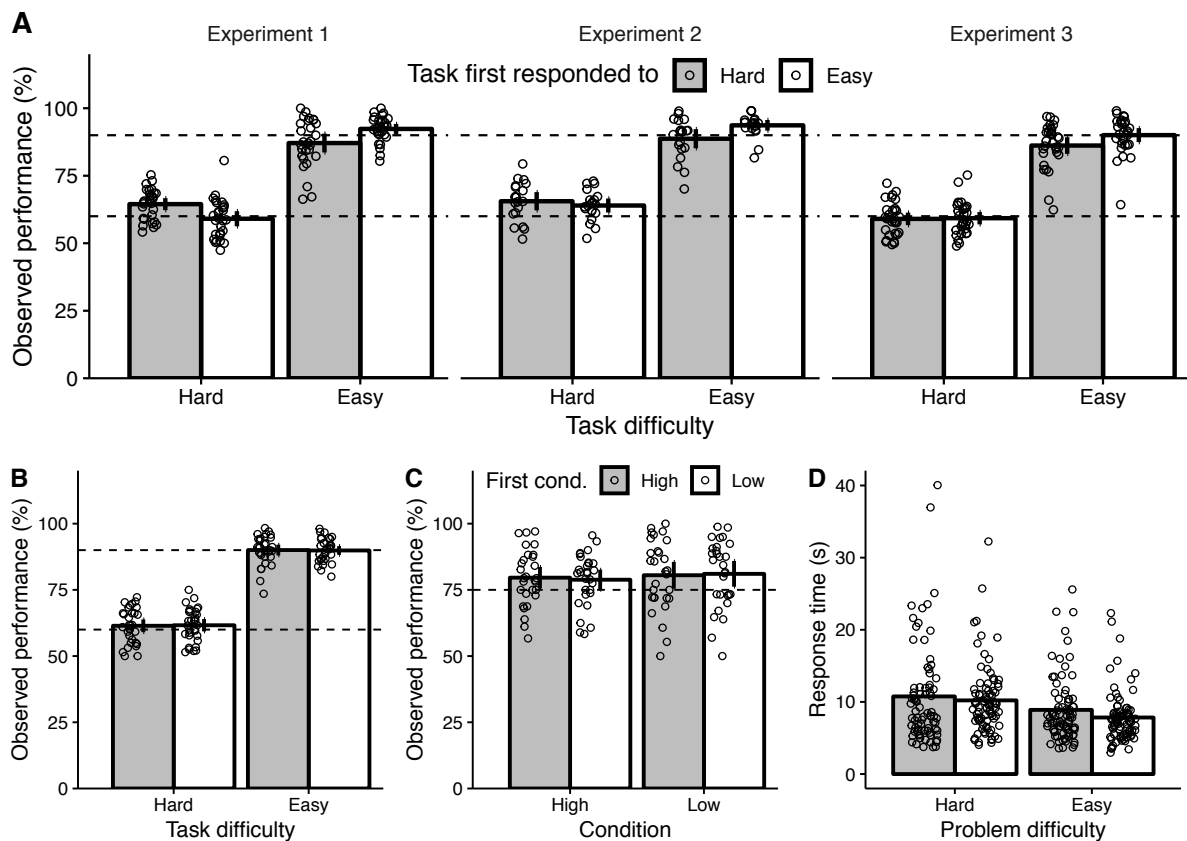 A
Experiment 1
Experiment 2
Experiment 3
Task first responded to Hard Easy
Observed performance (%)
100
75
50
25
0
Hard Easy
Hard Easy
Hard Easy
Task difficulty
B
Observed performance (%)
100
75
50
25
0
Hard Easy
Task difficulty
C
First cond. High Low
Observed performance (%)
100
75
50
25
0
High Low
Condition
D
Response time (s)
40
30
20
10
0
Hard Easy
Problem difficulty